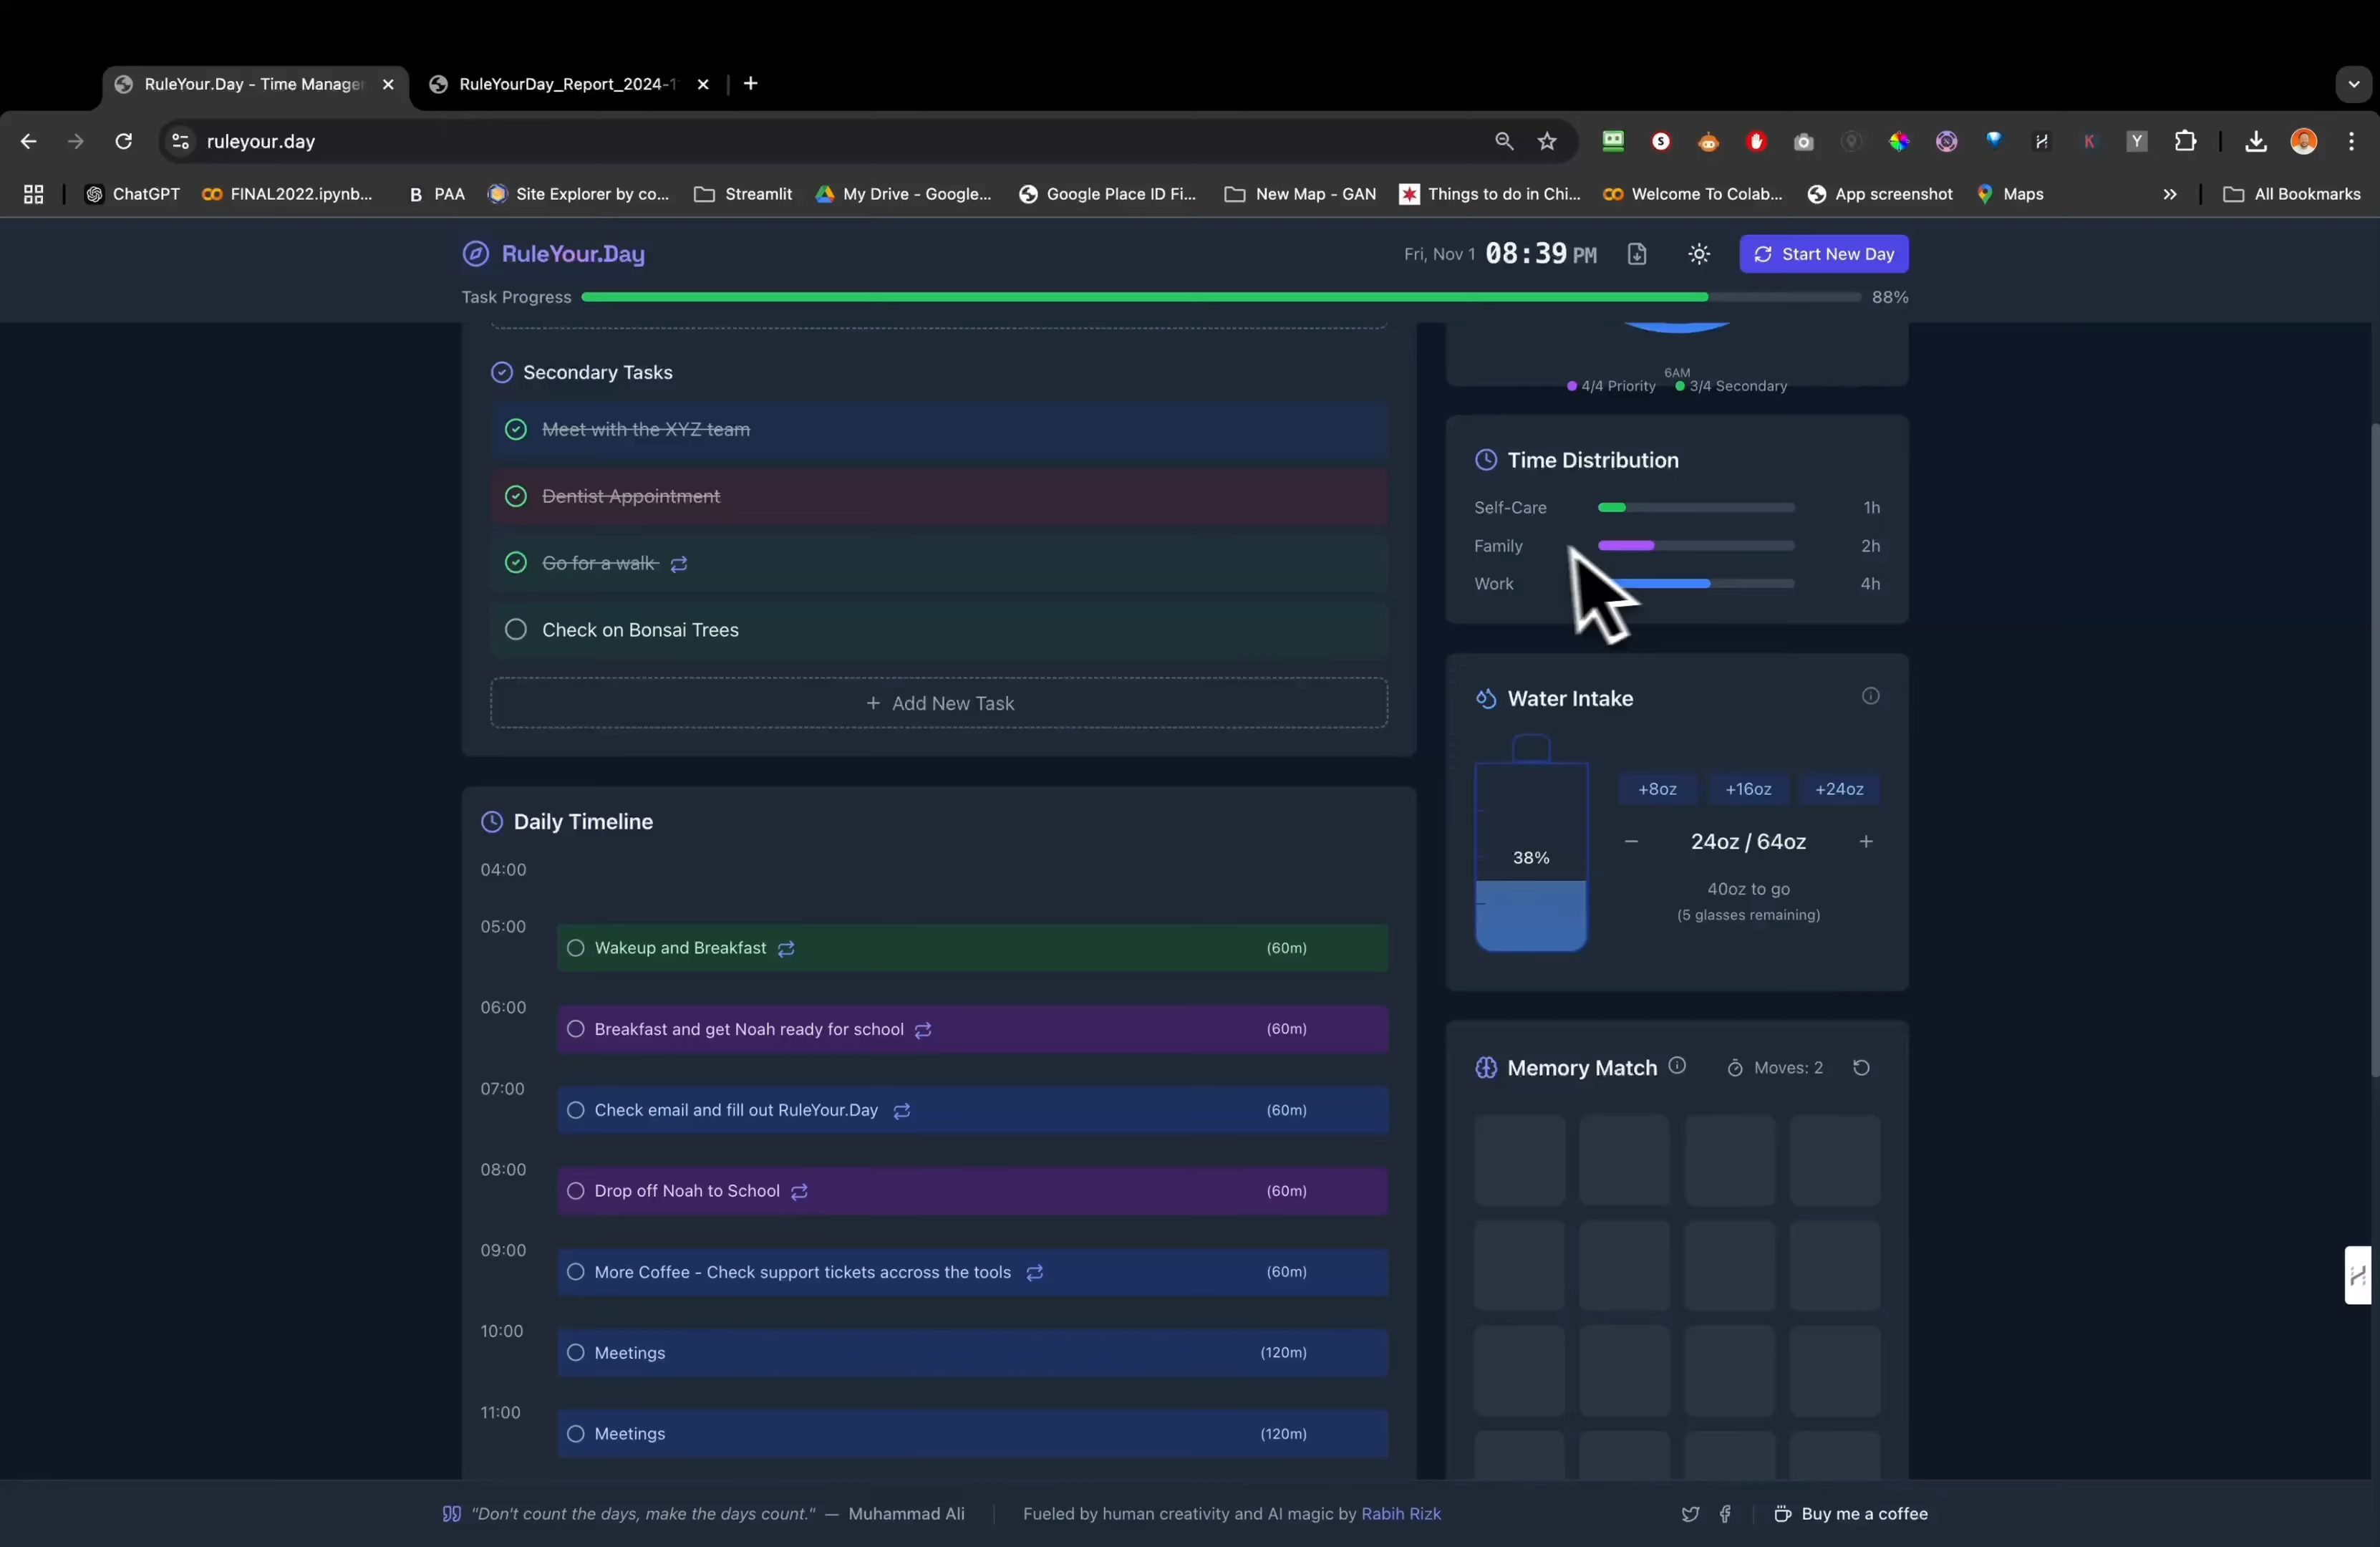 RuleYour.Day - Time Manage
RuleYourDay_Report_2024-1
ruleyour.day
S
K
Y
ChatGPT
FINAL2022.ipynb...
B PAA
Site Explorer by co...
Streamlit
My Drive - Google...
Google Place ID Fi...
New Map - GAN
Things to do in Chi...
Welcome To Colab...
App screenshot
Maps
All Bookmarks
RuleYour.Day
Fri, Nov 1 08:39 PM
Start New Day
Task Progress 88%
Secondary Tasks
Meet with the XYZ team
Dentist Appointment
Go for a walk
Check on Bonsai Trees
+ Add New Task
Daily Timeline
04:00
05:00 Wakeup and Breakfast (60m)
06:00 Breakfast and get Noah ready for school (60m)
07:00 Check email and fill out RuleYour.Day (60m)
08:00 Drop off Noah to School (60m)
09:00 More Coffee - Check support tickets accross the tools (60m)
10:00 Meetings (120m)
11:00 Meetings (120m)
6AM
4/4 Priority 3/4 Secondary
Time Distribution
Self-Care 1h
Family 2h
Work 4h
Water Intake
+8oz +16oz +24oz
38%
− 24oz / 64oz +
40oz to go
(5 glasses remaining)
Memory Match Moves: 2
"Don't count the days, make the days count." — Muhammad Ali
Fueled by human creativity and AI magic by Rabih Rizk
Buy me a coffee